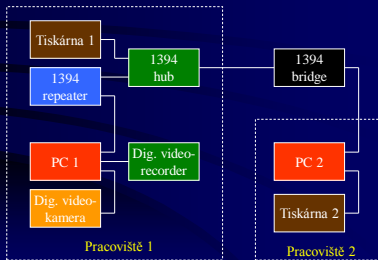 Tiskárna 1
1394
repeater
1394
hub
1394
bridge
PC 1
Dig. video-
recorder
Dig. video-
kamera
PC 2
Tiskárna 2
Pracoviště 1
Pracoviště 2